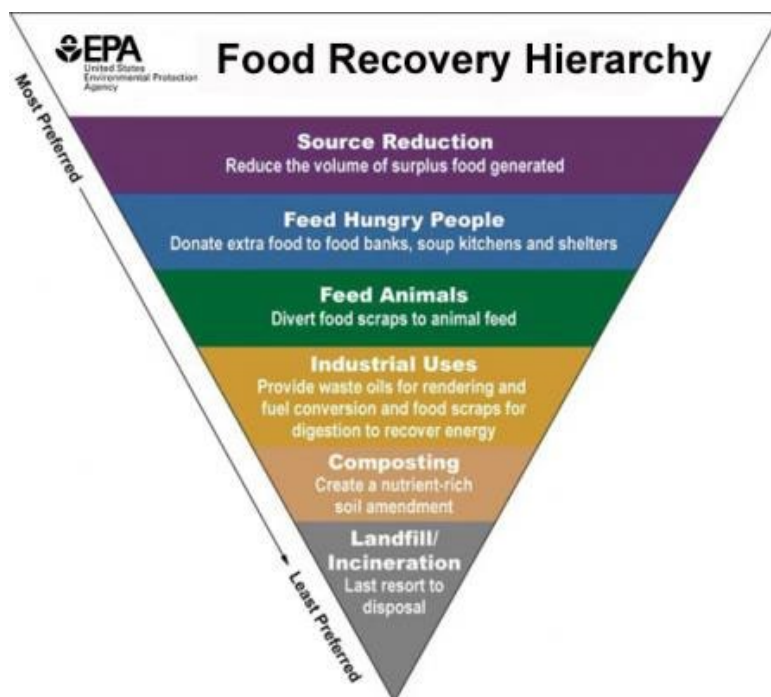 EPA
United States
Environmental Protection
Agency
Food Recovery Hierarchy
Most Preferred
Source Reduction
Reduce the volume of surplus food generated
Feed Hungry People
Donate extra food to food banks, soup kitchens and shelters
Feed Animals
Divert food scraps to animal feed
Industrial Uses
Provide waste oils for rendering and
fuel conversion and food scraps for
digestion to recover energy
Composting
Create a nutrient-rich
soil amendment
Landfill/
Incineration
Last resort to
disposal
Least Preferred